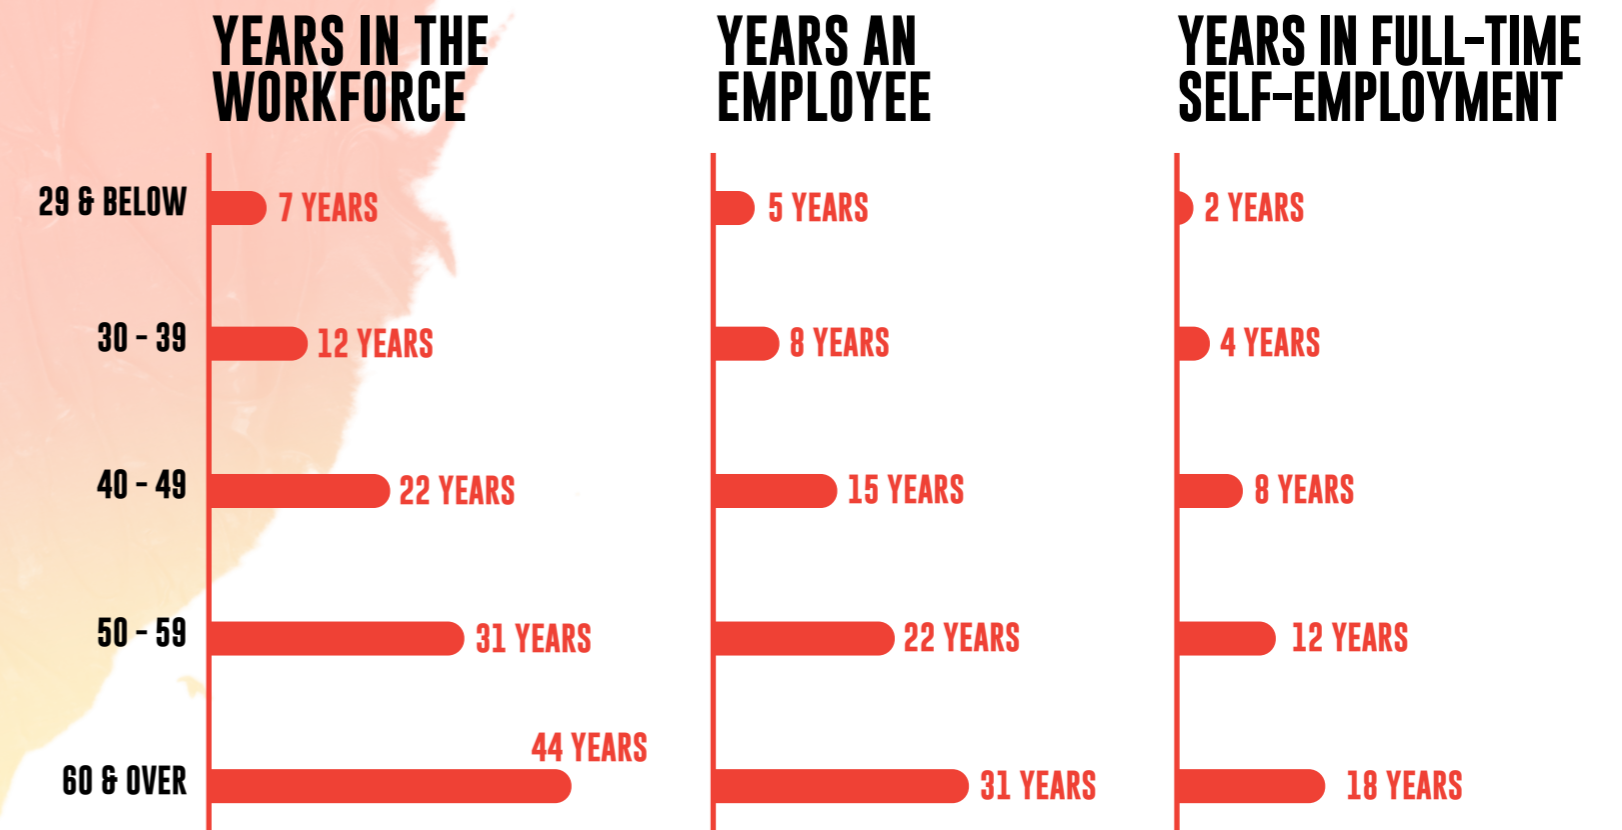 YEARS IN THE
WORKFORCE
YEARS AN
EMPLOYEE
YEARS IN FULL-TIME
SELF-EMPLOYMENT
29 & BELOW
7 YEARS
5 YEARS
2 YEARS
30 - 39
12 YEARS
8 YEARS
4 YEARS
40 - 49
22 YEARS
15 YEARS
8 YEARS
50 - 59
31 YEARS
22 YEARS
12 YEARS
60 & OVER
44 YEARS
31 YEARS
18 YEARS